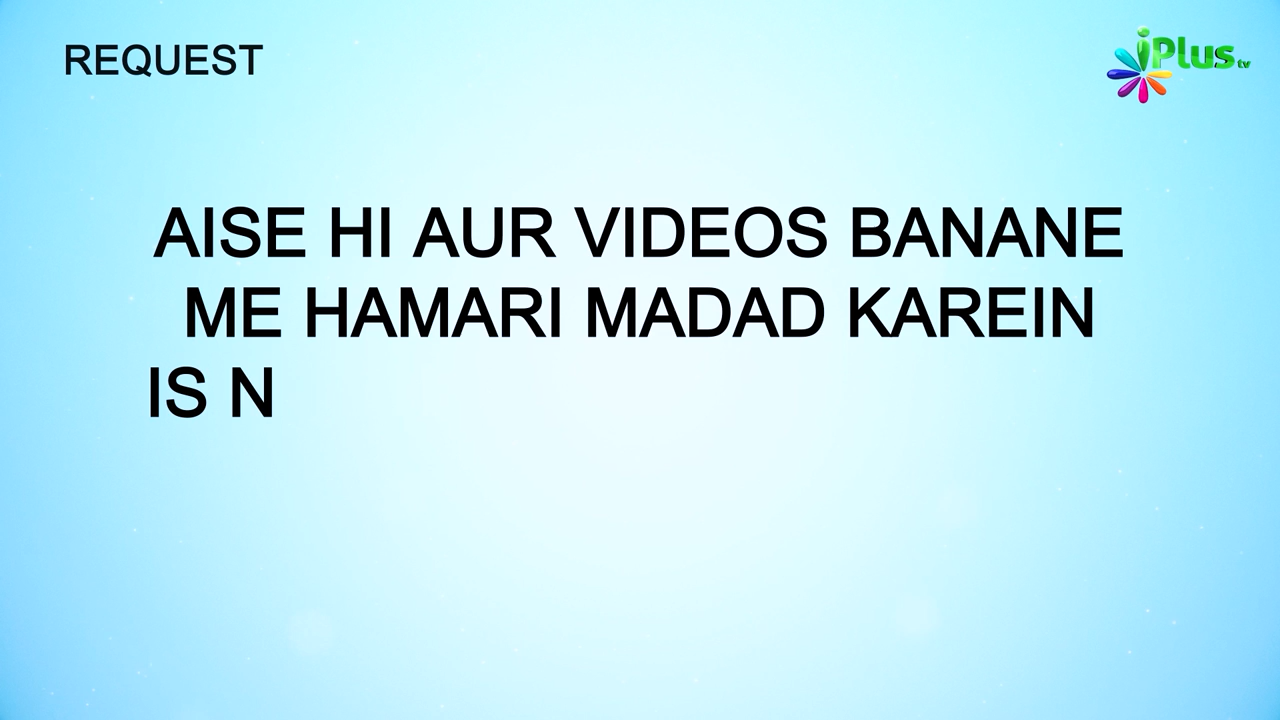 REQUEST
iPlus tv
AISE HI AUR VIDEOS BANANE
ME HAMARI MADAD KAREIN
IS N